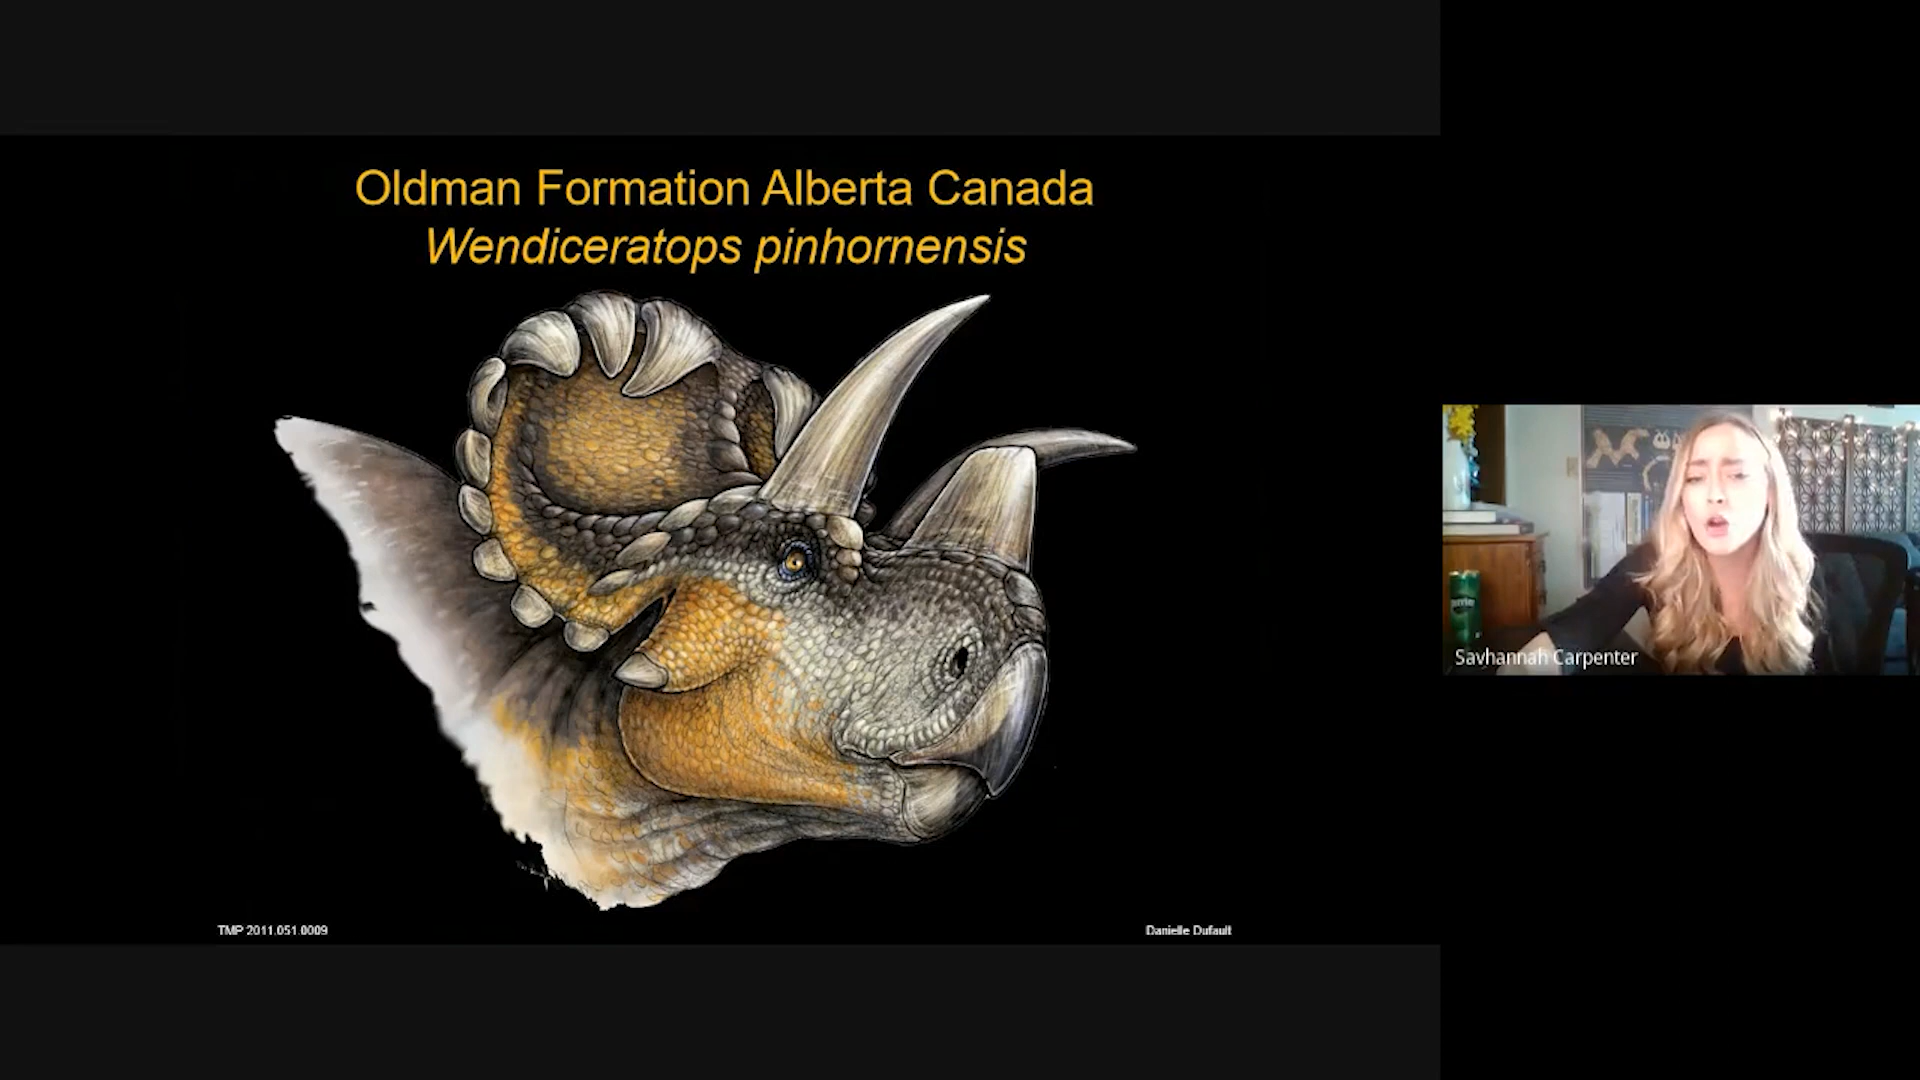 Oldman Formation Alberta Canada
Wendiceratops pinhornensis
Savhannah Carpenter
TMP 2011.051.0009
Danielle Dufault